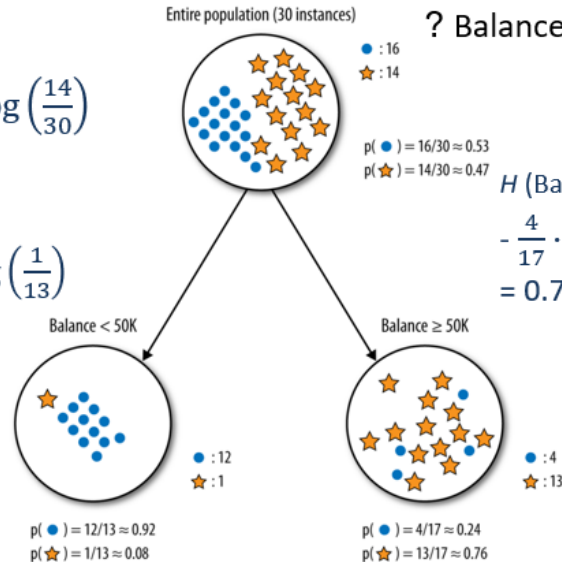 Entire population (30 instances)
? Balance
● : 16
☆ : 14
g (14/30)
p( ● ) = 16/30 ≈ 0.53
p(☆) = 14/30 ≈ 0.47
H (Ba
- 4/17 ·
= 0.7
(1/13)
Balance < 50K
Balance ≥ 50K
● : 12
☆ : 1
● : 4
☆ : 13
p( ● ) = 12/13 ≈ 0.92
p(☆) = 1/13 ≈ 0.08
p( ● ) = 4/17 ≈ 0.24
p(☆) = 13/17 ≈ 0.76